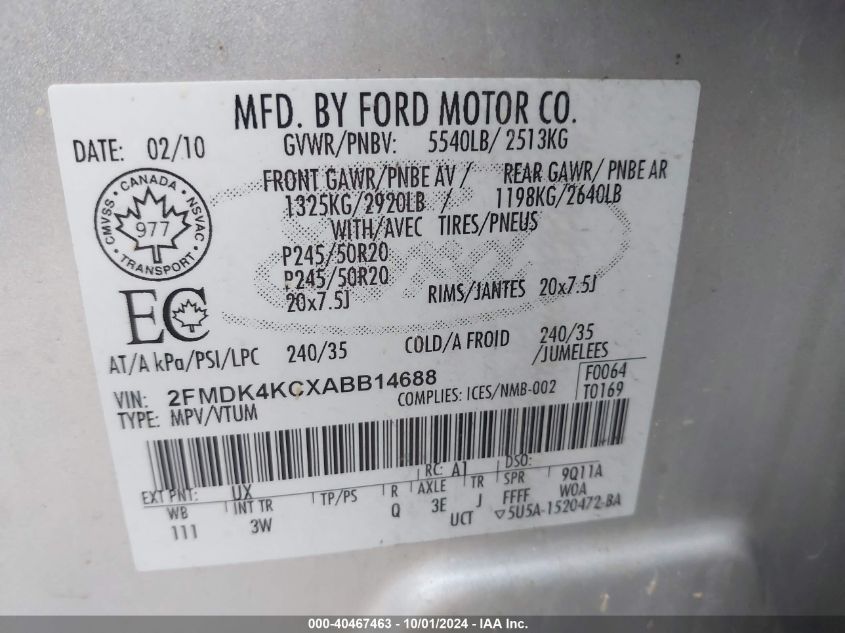 MFD. BY FORD MOTOR CO.
DATE: 02/10 GVWR/PNBV: 5540LB/ 2513KG
FRONT GAWR/PNBE AV / REAR GAWR/ PNBE AR
1325KG/2920LB / 1198KG/2640LB
WITH/AVEC TIRES/PNEUS
P245/50R20
P245/50R20
20x7.5J RIMS/JANTES 20x7.5J
CANADA
CMVSS NSVAC
977
TRANSPORT
EC
AT/A kPa/PSI/LPC 240/35 COLD/A FROID 240/35
/JUMELEES
VIN: 2FMDK4KCXABB14688
TYPE: MPV/VTUM COMPLIES: ICES/NMB-002
F0064
T0169
RC: A1 DSO:
EXT PNT: UX 9Q11A
WB INT TR TP/PS R AXLE TR SPR WOA
111 3W Q 3E J FFFF
UCT 5U5A-1520472-BA
000-40467463 - 10/01/2024 - IAA Inc.